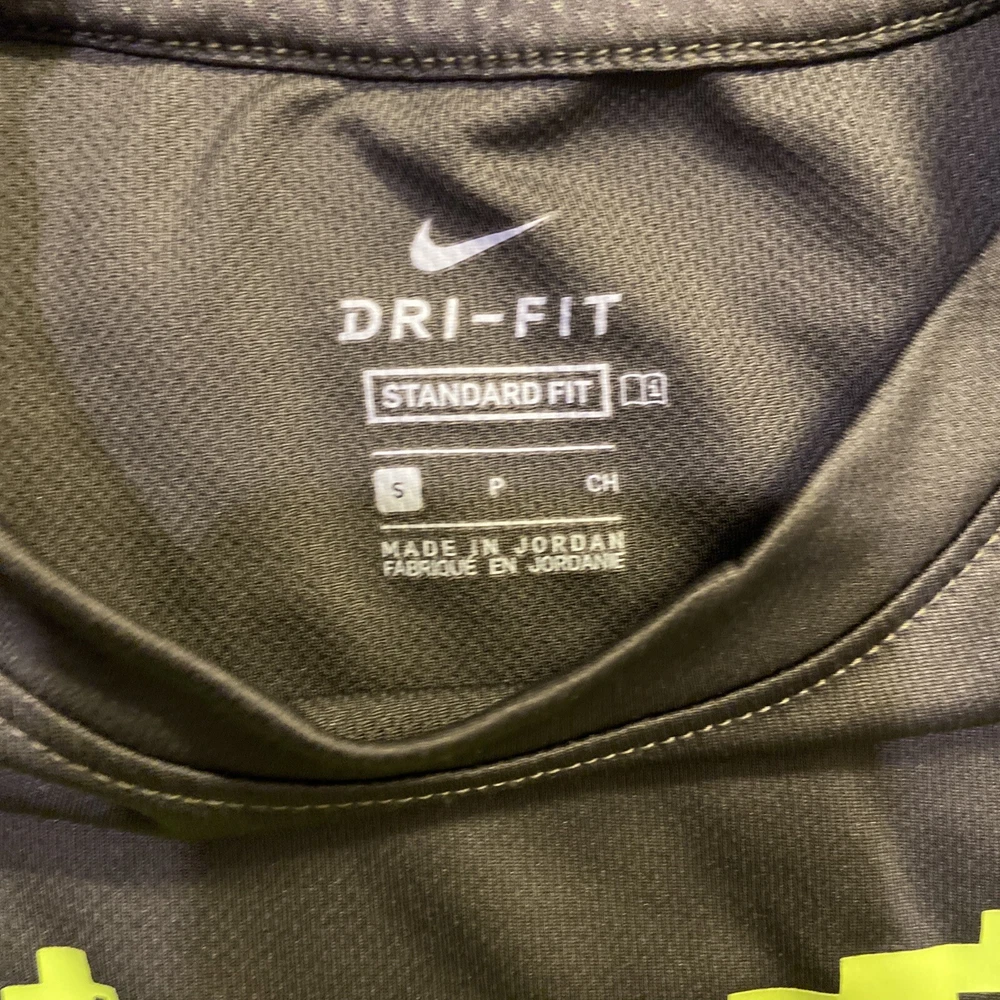 DRI-FIT
STANDARD FIT
S P CH
MADE IN JORDAN
FABRIQUÉ EN JORDANIE